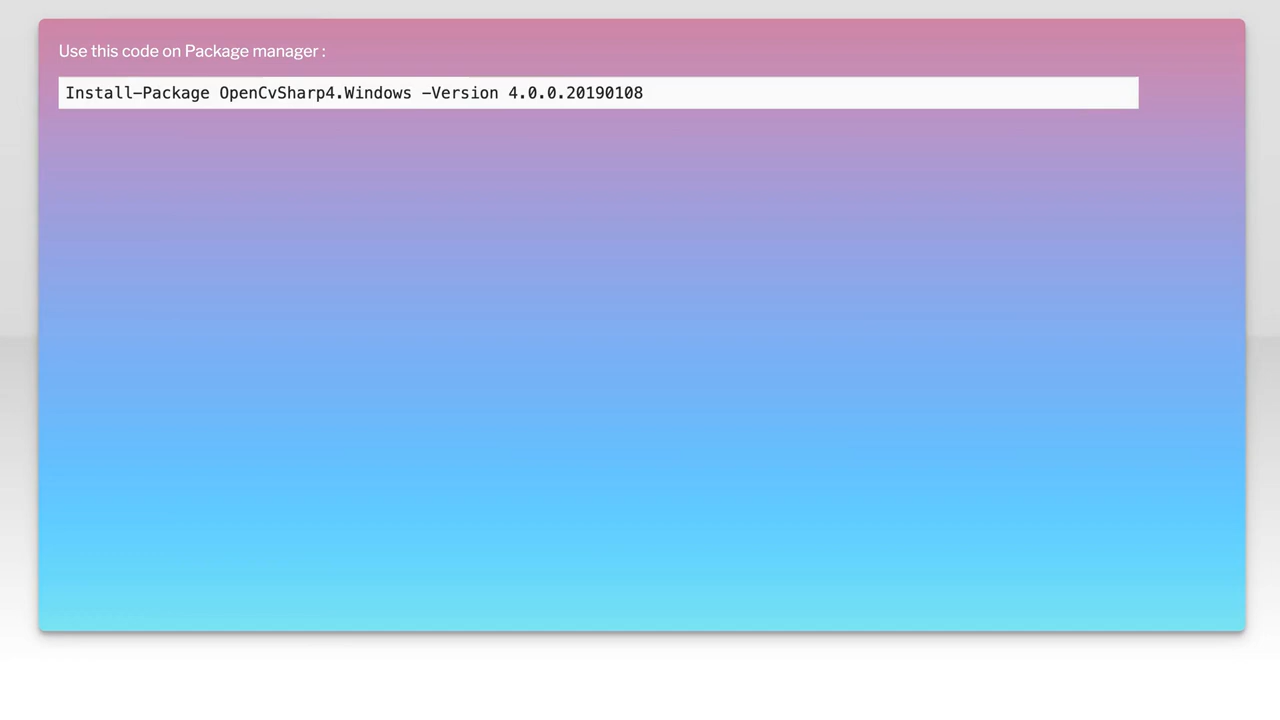 Use this code on Package manager :
Install-Package OpenCvSharp4.Windows -Version 4.0.0.20190108